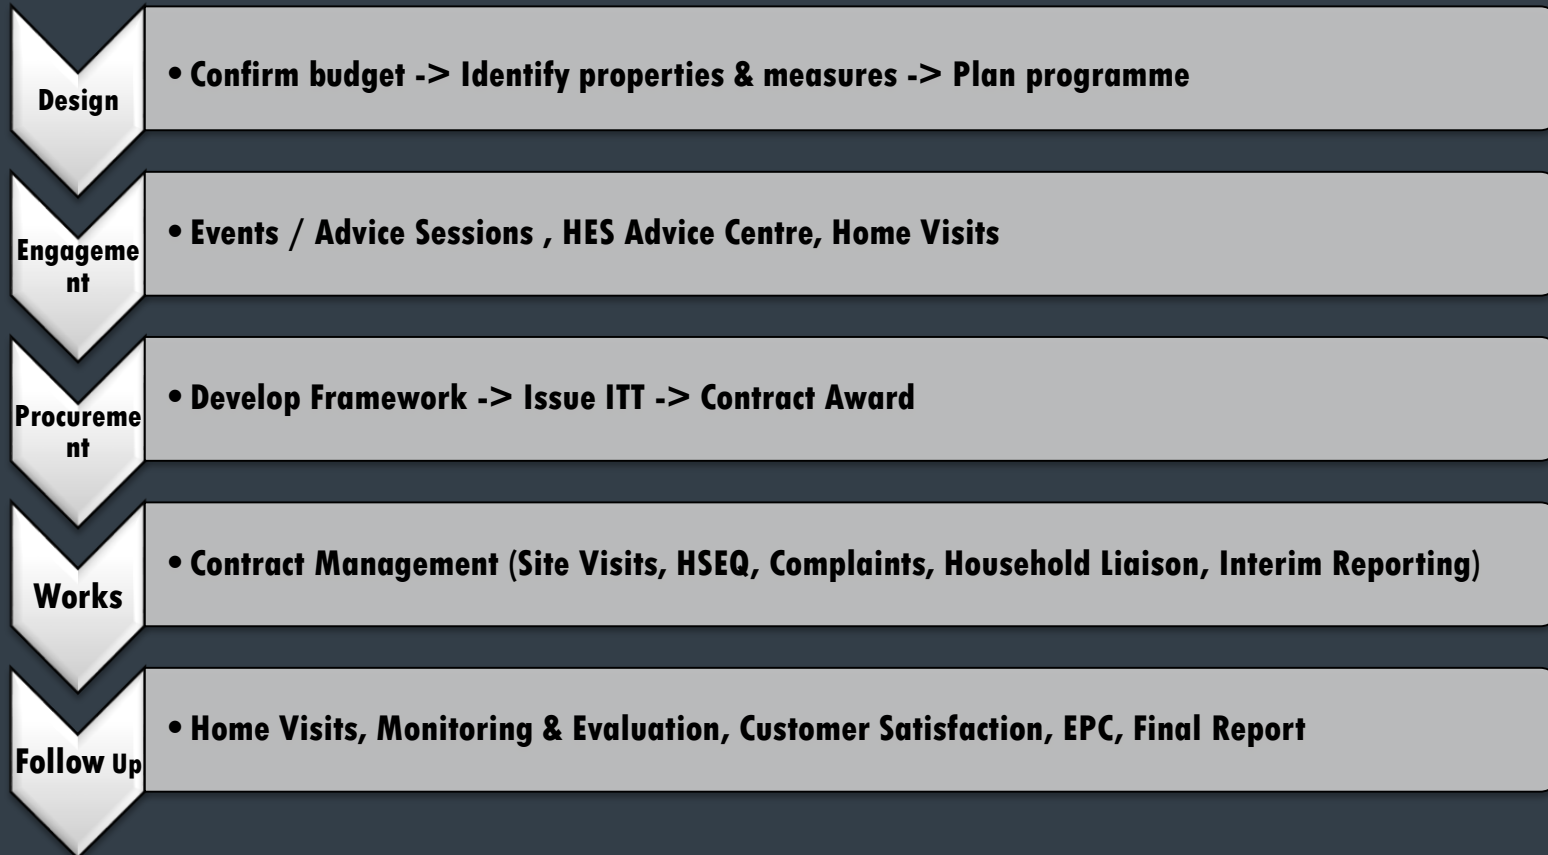 Design
• Confirm budget -> Identify properties & measures -> Plan programme
Engageme
nt
• Events / Advice Sessions , HES Advice Centre, Home Visits
Procureme
nt
• Develop Framework -> Issue ITT -> Contract Award
Works
• Contract Management (Site Visits, HSEQ, Complaints, Household Liaison, Interim Reporting)
Follow Up
• Home Visits, Monitoring & Evaluation, Customer Satisfaction, EPC, Final Report